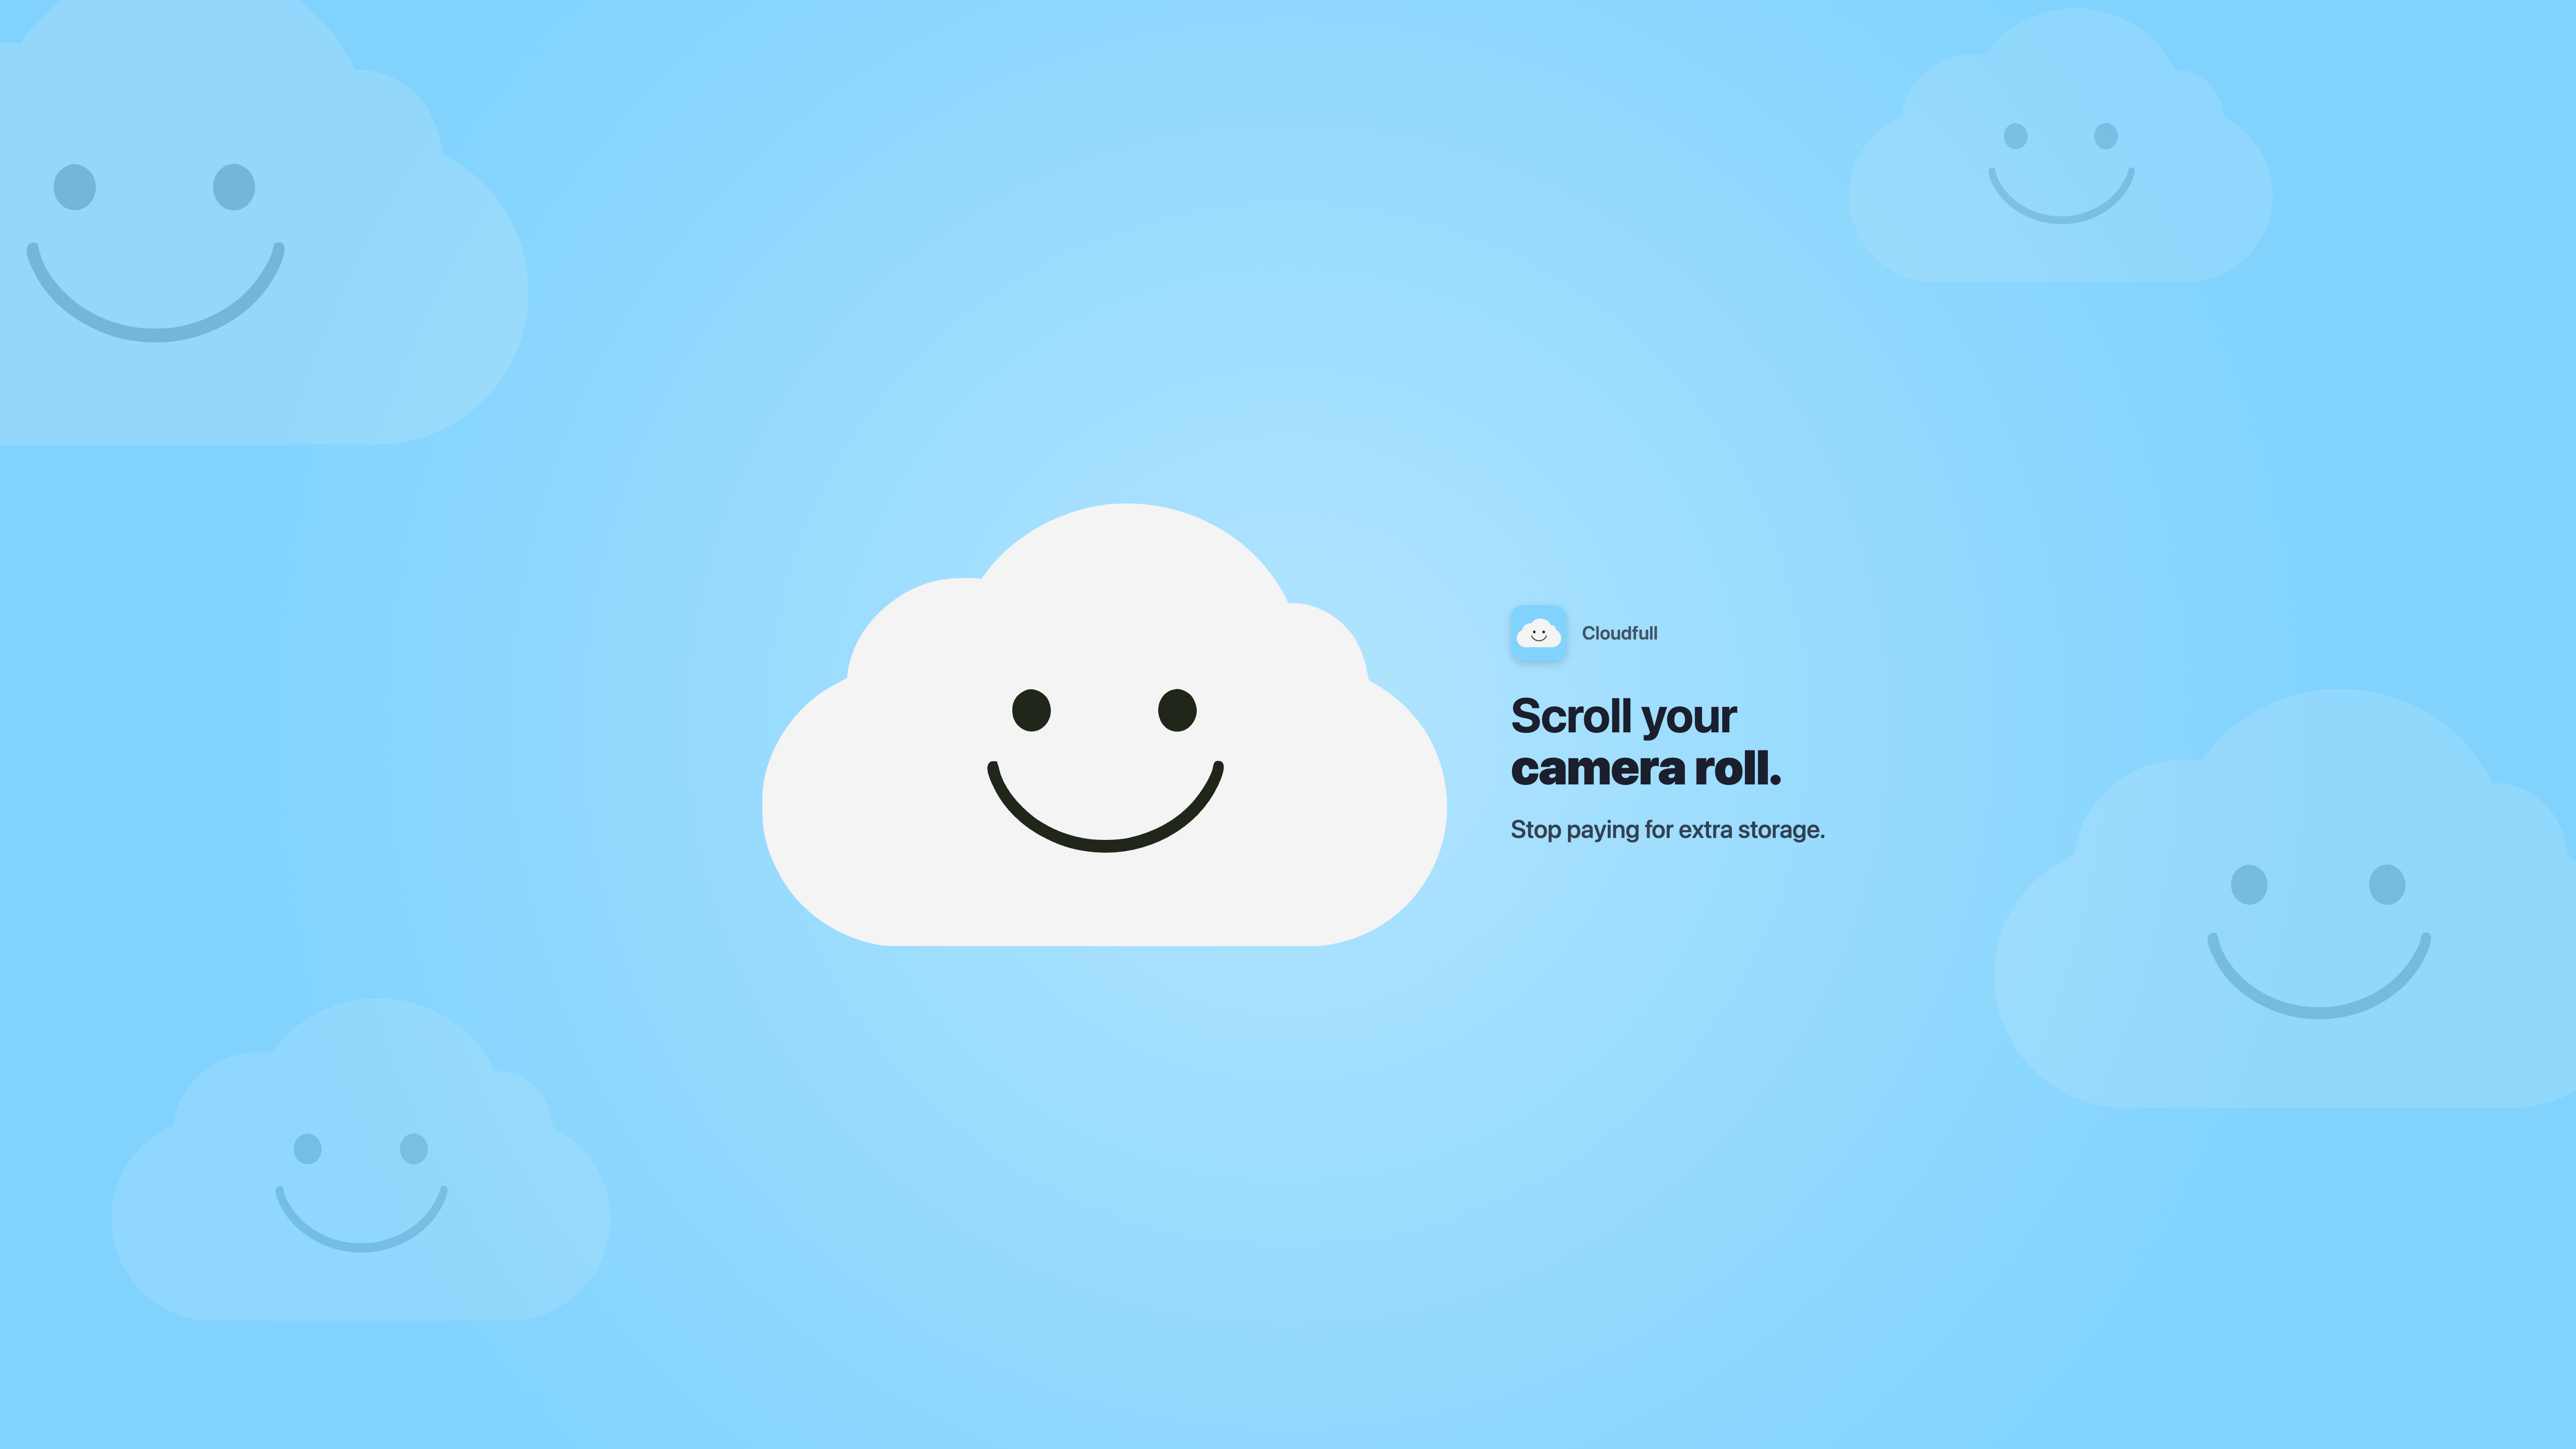 Cloudfull
Scroll your
camera roll.
Stop paying for extra storage.